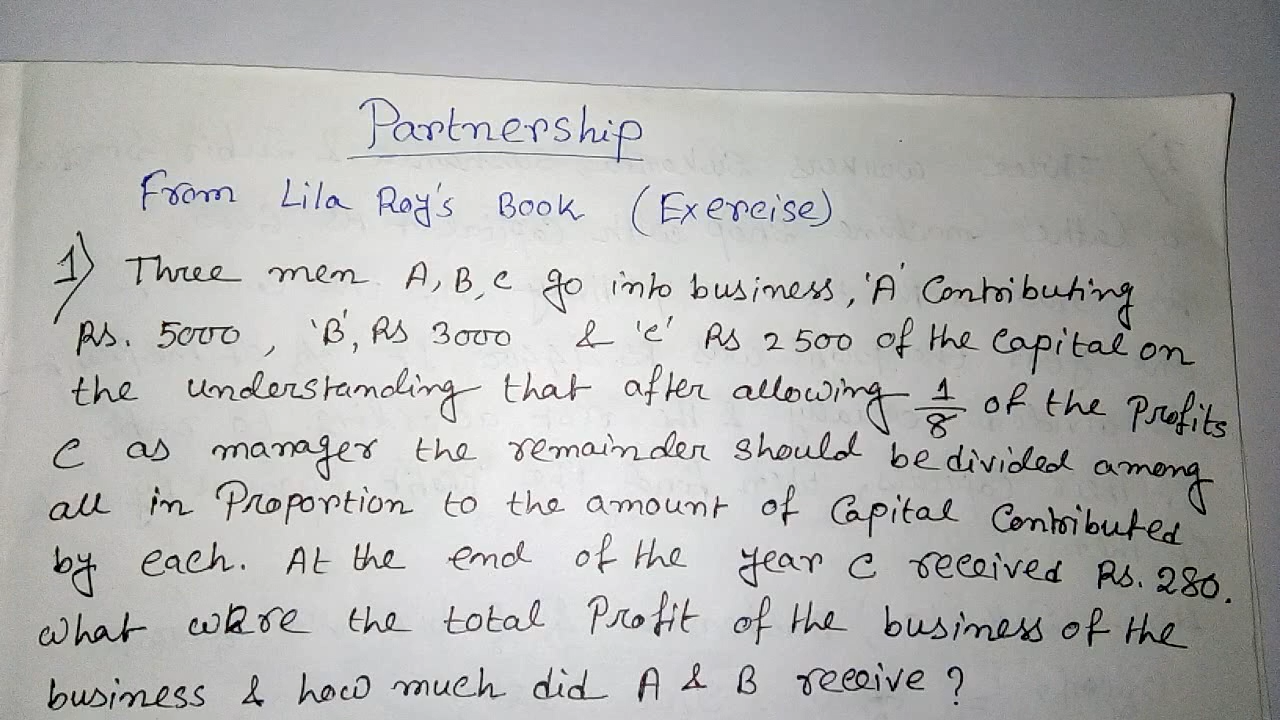 Partnership
From Lila Roy's Book (Exercise)
1) Three men A, B, C go into business, 'A' Contributing
Rs. 5000, 'B', Rs 3000 & 'C' Rs 2500 of the Capital on
the understanding that after allowing 1/8 of the Profits
C as manager the remainder should be divided among
all in Proportion to the amount of Capital Contributed
by each. At the end of the year C received Rs. 280.
What were the total Profit of the business of the
business & how much did A & B receive?